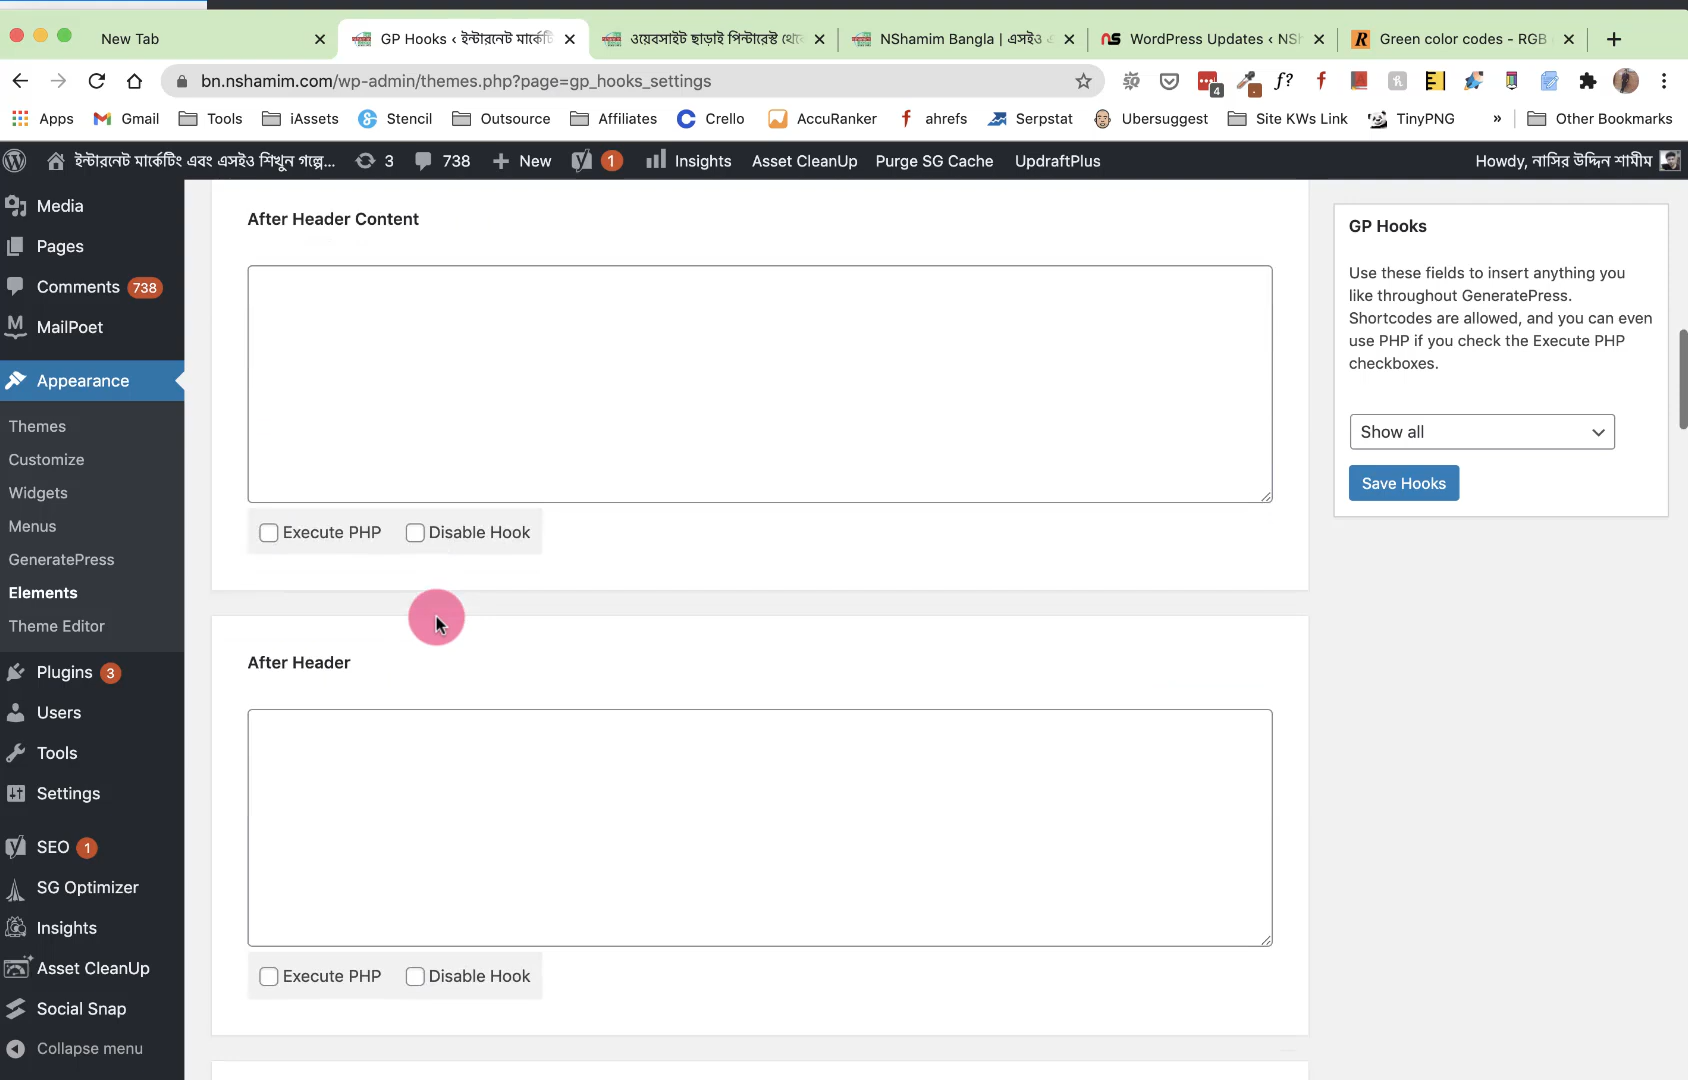 New Tab
GP Hooks ‹ ইন্টারনেট মার্কেটি
ওয়েবসাইট ছাড়াই পিন্টারেস্ট থেকে
NShamim Bangla | এসইও এ
WordPress Updates ‹ NSh
Green color codes - RGB
bn.nshamim.com/wp-admin/themes.php?page=gp_hooks_settings
4
f?
Apps
Gmail
Tools
iAssets
Stencil
Outsource
Affiliates
Crello
AccuRanker
ahrefs
Serpstat
Ubersuggest
Site KWs Link
TinyPNG
»
Other Bookmarks
ইন্টারনেট মার্কেটিং এবং এসইও শিখুন গল্পে...
3
738
New
1
Insights
Asset CleanUp
Purge SG Cache
UpdraftPlus
Howdy, নাসির উদ্দিন শামীম
Media
Pages
Comments 738
MailPoet
Appearance
Themes
Customize
Widgets
Menus
GeneratePress
Elements
Theme Editor
Plugins 3
Users
Tools
Settings
SEO 1
SG Optimizer
Insights
Asset CleanUp
Social Snap
Collapse menu
After Header Content
Execute PHP Disable Hook
After Header
Execute PHP Disable Hook
GP Hooks
Use these fields to insert anything you
like throughout GeneratePress.
Shortcodes are allowed, and you can even
use PHP if you check the Execute PHP
checkboxes.
Show all
Save Hooks